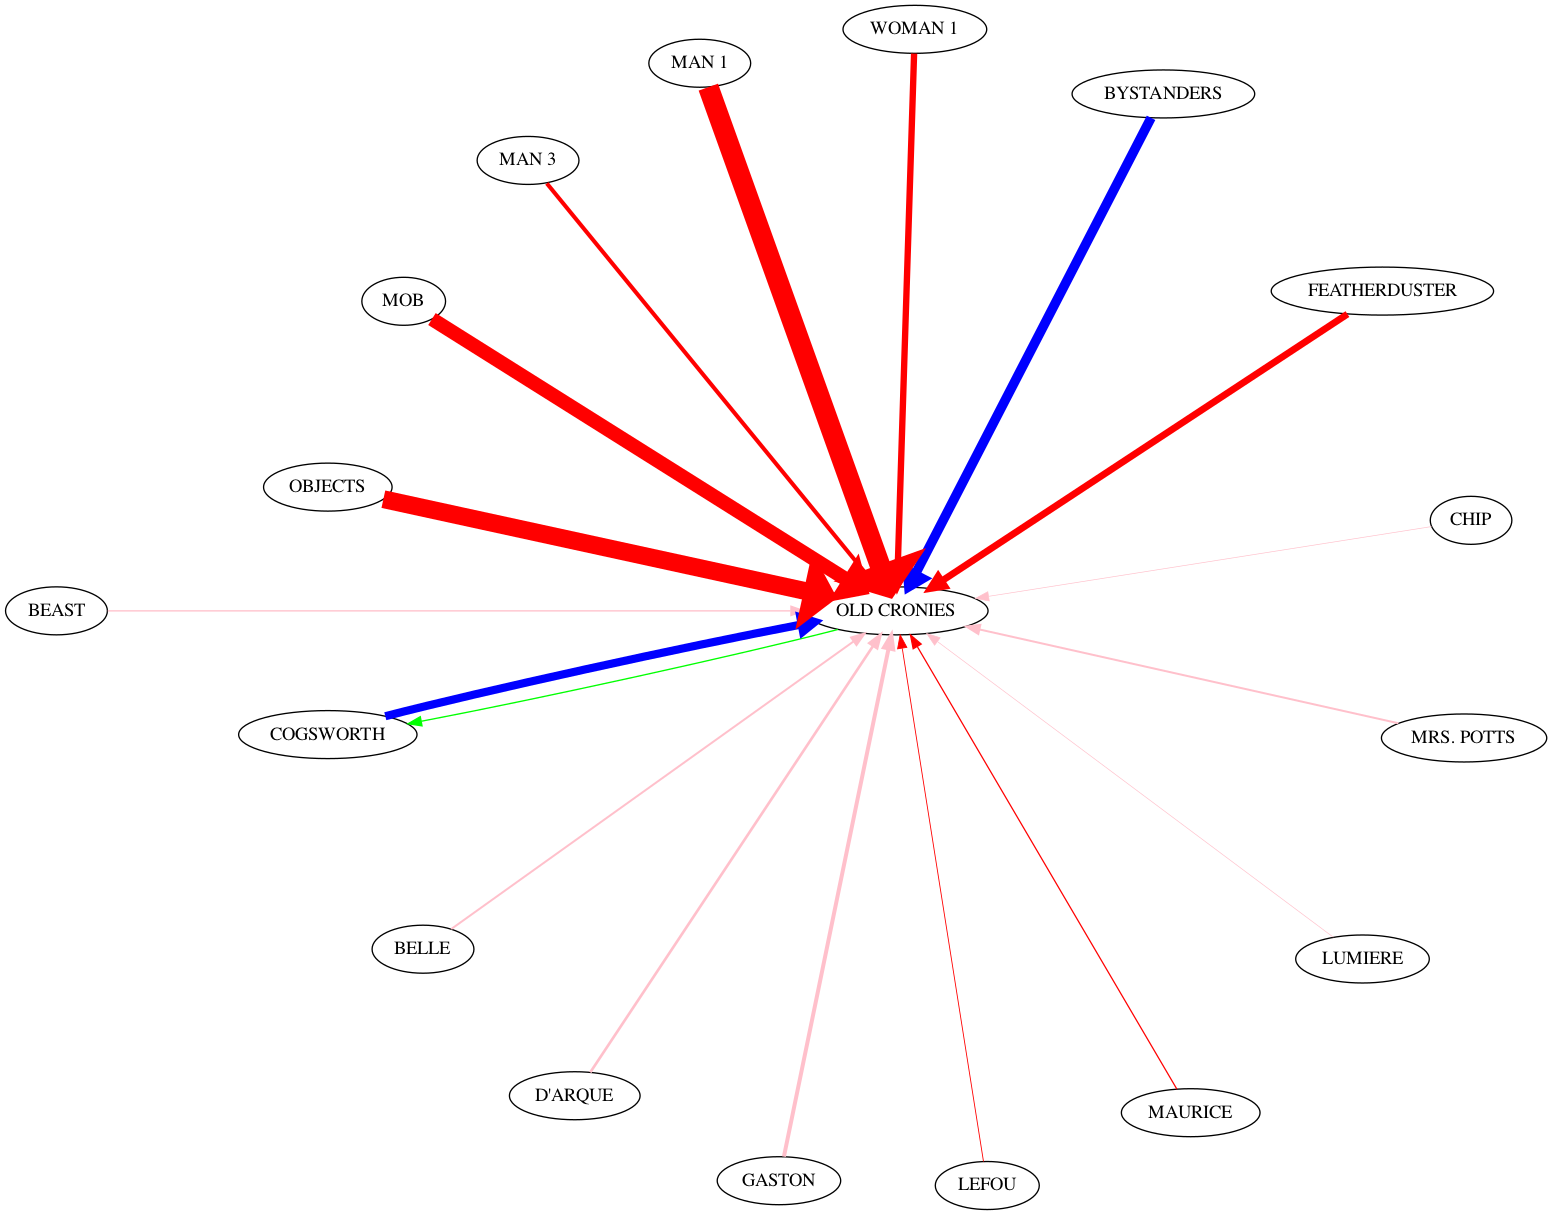 WOMAN 1
MAN 1
BYSTANDERS
MAN 3
FEATHERDUSTER
MOB
OBJECTS
CHIP
BEAST
OLD CRONIES
COGSWORTH
MRS. POTTS
BELLE
LUMIERE
D'ARQUE
MAURICE
GASTON
LEFOU